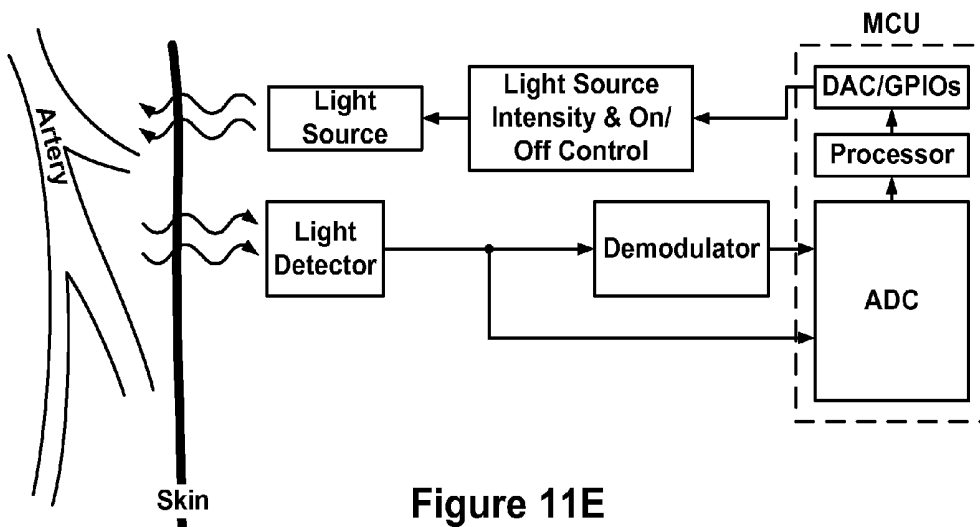 MCU
Artery
Light
Source
Light Source
Intensity & On/
Off Control
DAC/GPIOs
Processor
Light
Detector
Demodulator
ADC
Skin
Figure 11E